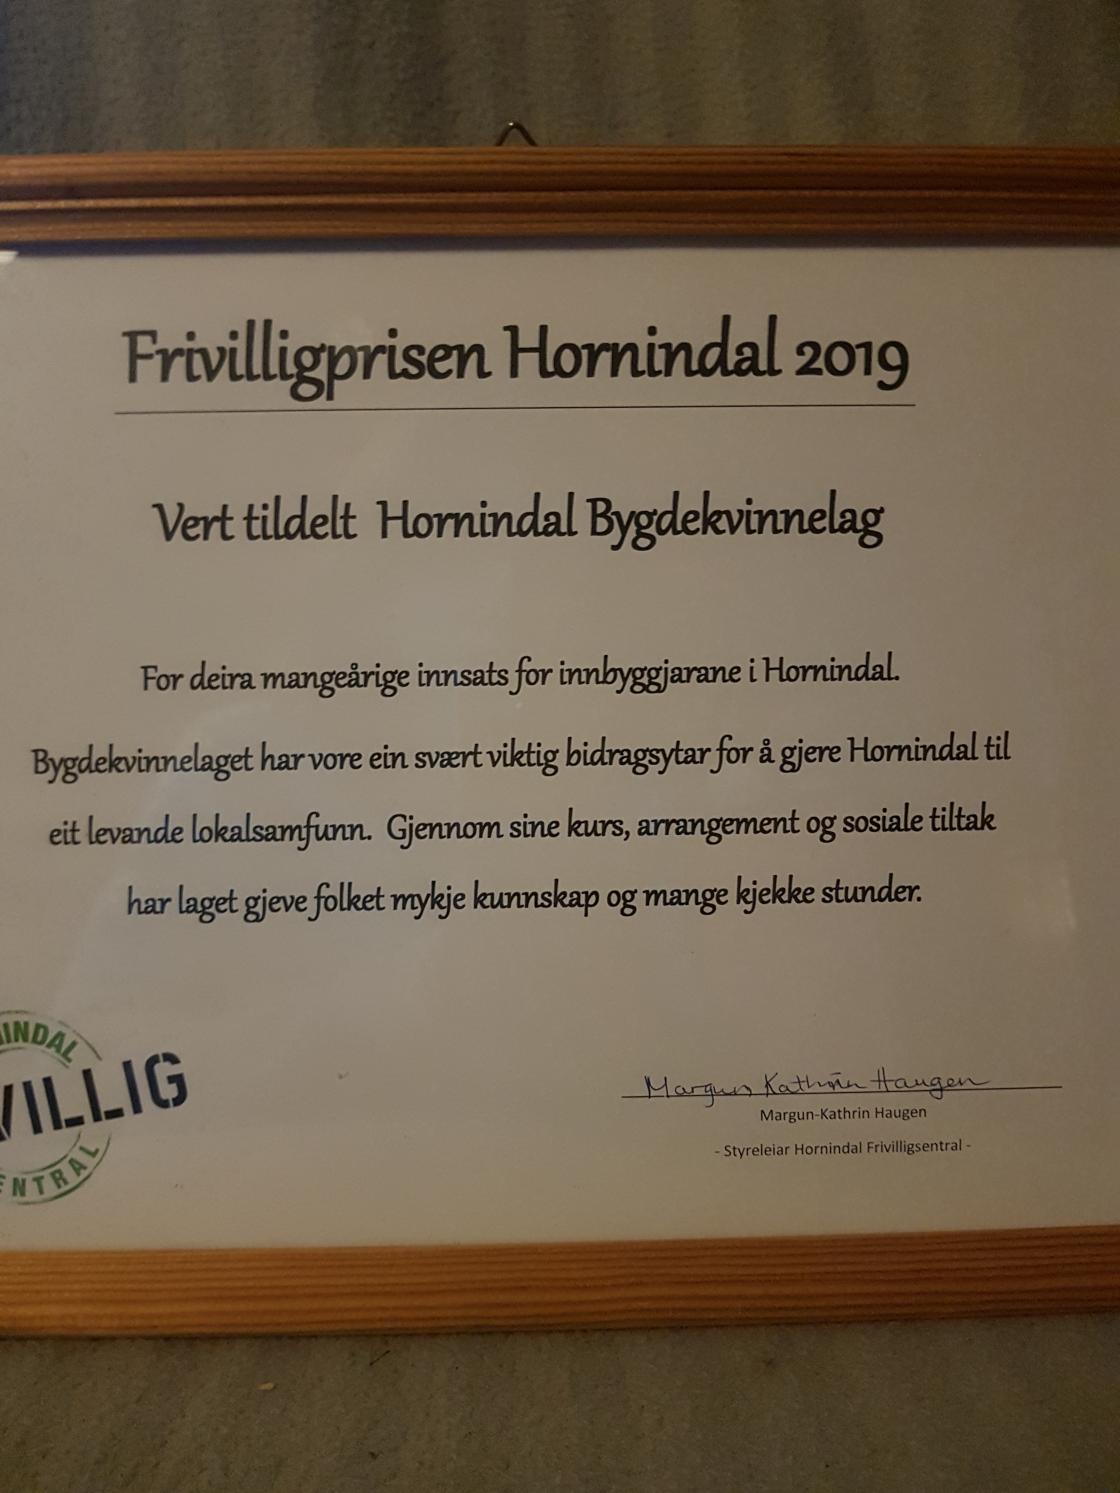 Frivilligprisen Hornindal 2019
Vert tildelt Hornindal Bygdekvinnelag
For deira mangeårige innsats for innbyggjarane i Hornindal.
Bygdekvinnelaget har vore ein svært viktig bidragsytar for å gjere Hornindal til
eit levande lokalsamfunn. Gjennom sine kurs, arrangement og sosiale tiltak
har laget gjeve folket mykje kunnskap og mange kjekke stunder.
INDAL
VILLIG
ENTRAL
Margun Kathrin Haugen
Margun-Kathrin Haugen
- Styreleiar Hornindal Frivilligsentral -